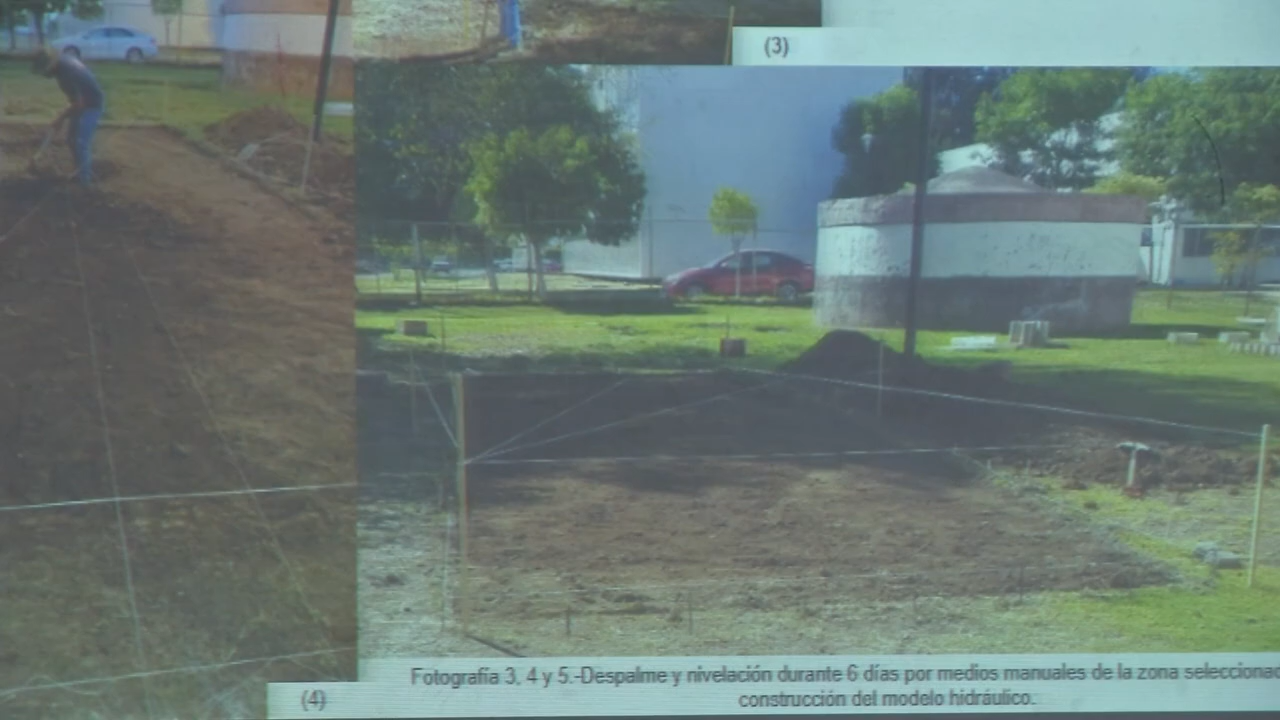 (3)
Fotografía 3, 4 y 5.-Despalme y nivelación durante 6 días por medios manuales de la zona
construcción del modelo hidráulico.
(4)